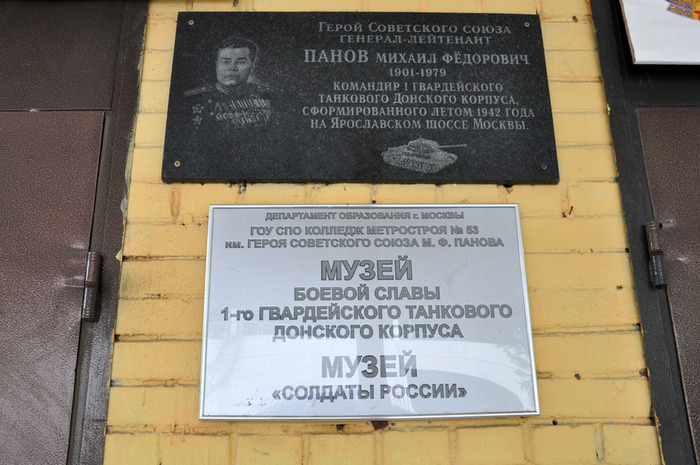 Герой Советского Союза
генерал-лейтенант
ПАНОВ Михаил Фёдорович
1901-1979
командир 1 гвардейского
танкового Донского корпуса,
сформированного летом 1942 года
на Ярославском шоссе Москвы.
ДЕПАРТАМЕНТ ОБРАЗОВАНИЯ г. МОСКВЫ
ГОУ СПО КОЛЛЕДЖ МЕТРОСТРОЯ № 53
им. ГЕРОЯ СОВЕТСКОГО СОЮЗА М. Ф. ПАНОВА
МУЗЕЙ
БОЕВОЙ СЛАВЫ
1-го ГВАРДЕЙСКОГО ТАНКОВОГО
ДОНСКОГО КОРПУСА
МУЗЕЙ
«СОЛДАТЫ РОССИИ»